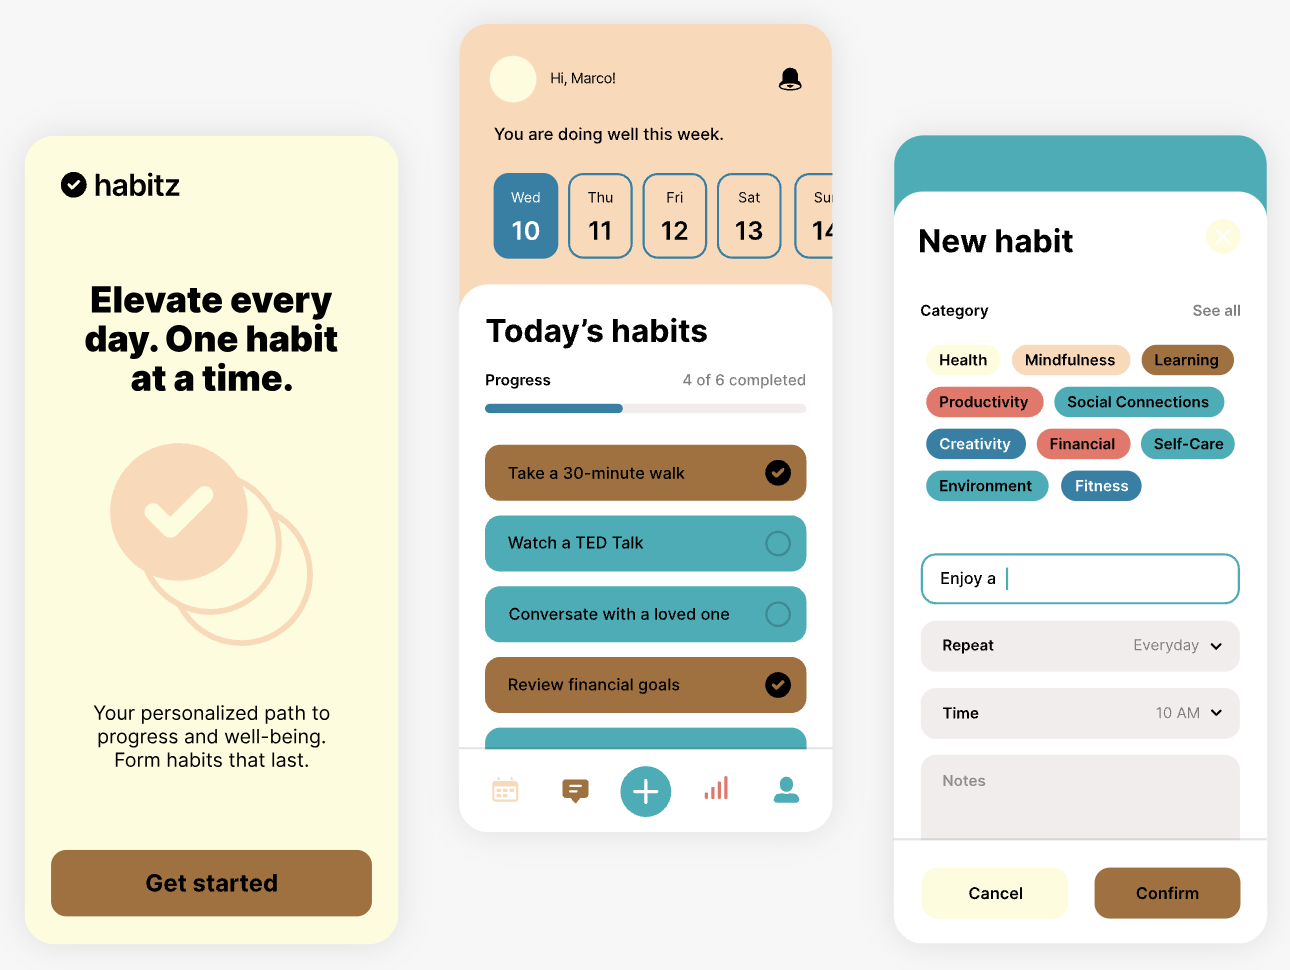 habitz
Elevate every
day. One habit
at a time.
Your personalized path to
progress and well-being.
Form habits that last.
Get started
Hi, Marco!
You are doing well this week.
Wed Thu Fri Sat Sun
10 11 12 13 14
Today’s habits
Progress 4 of 6 completed
Take a 30-minute walk
Watch a TED Talk
Conversate with a loved one
Review financial goals
New habit
Category See all
Health Mindfulness Learning
Productivity Social Connections
Creativity Financial Self-Care
Environment Fitness
Enjoy a
Repeat Everyday
Time 10 AM
Notes
Cancel Confirm